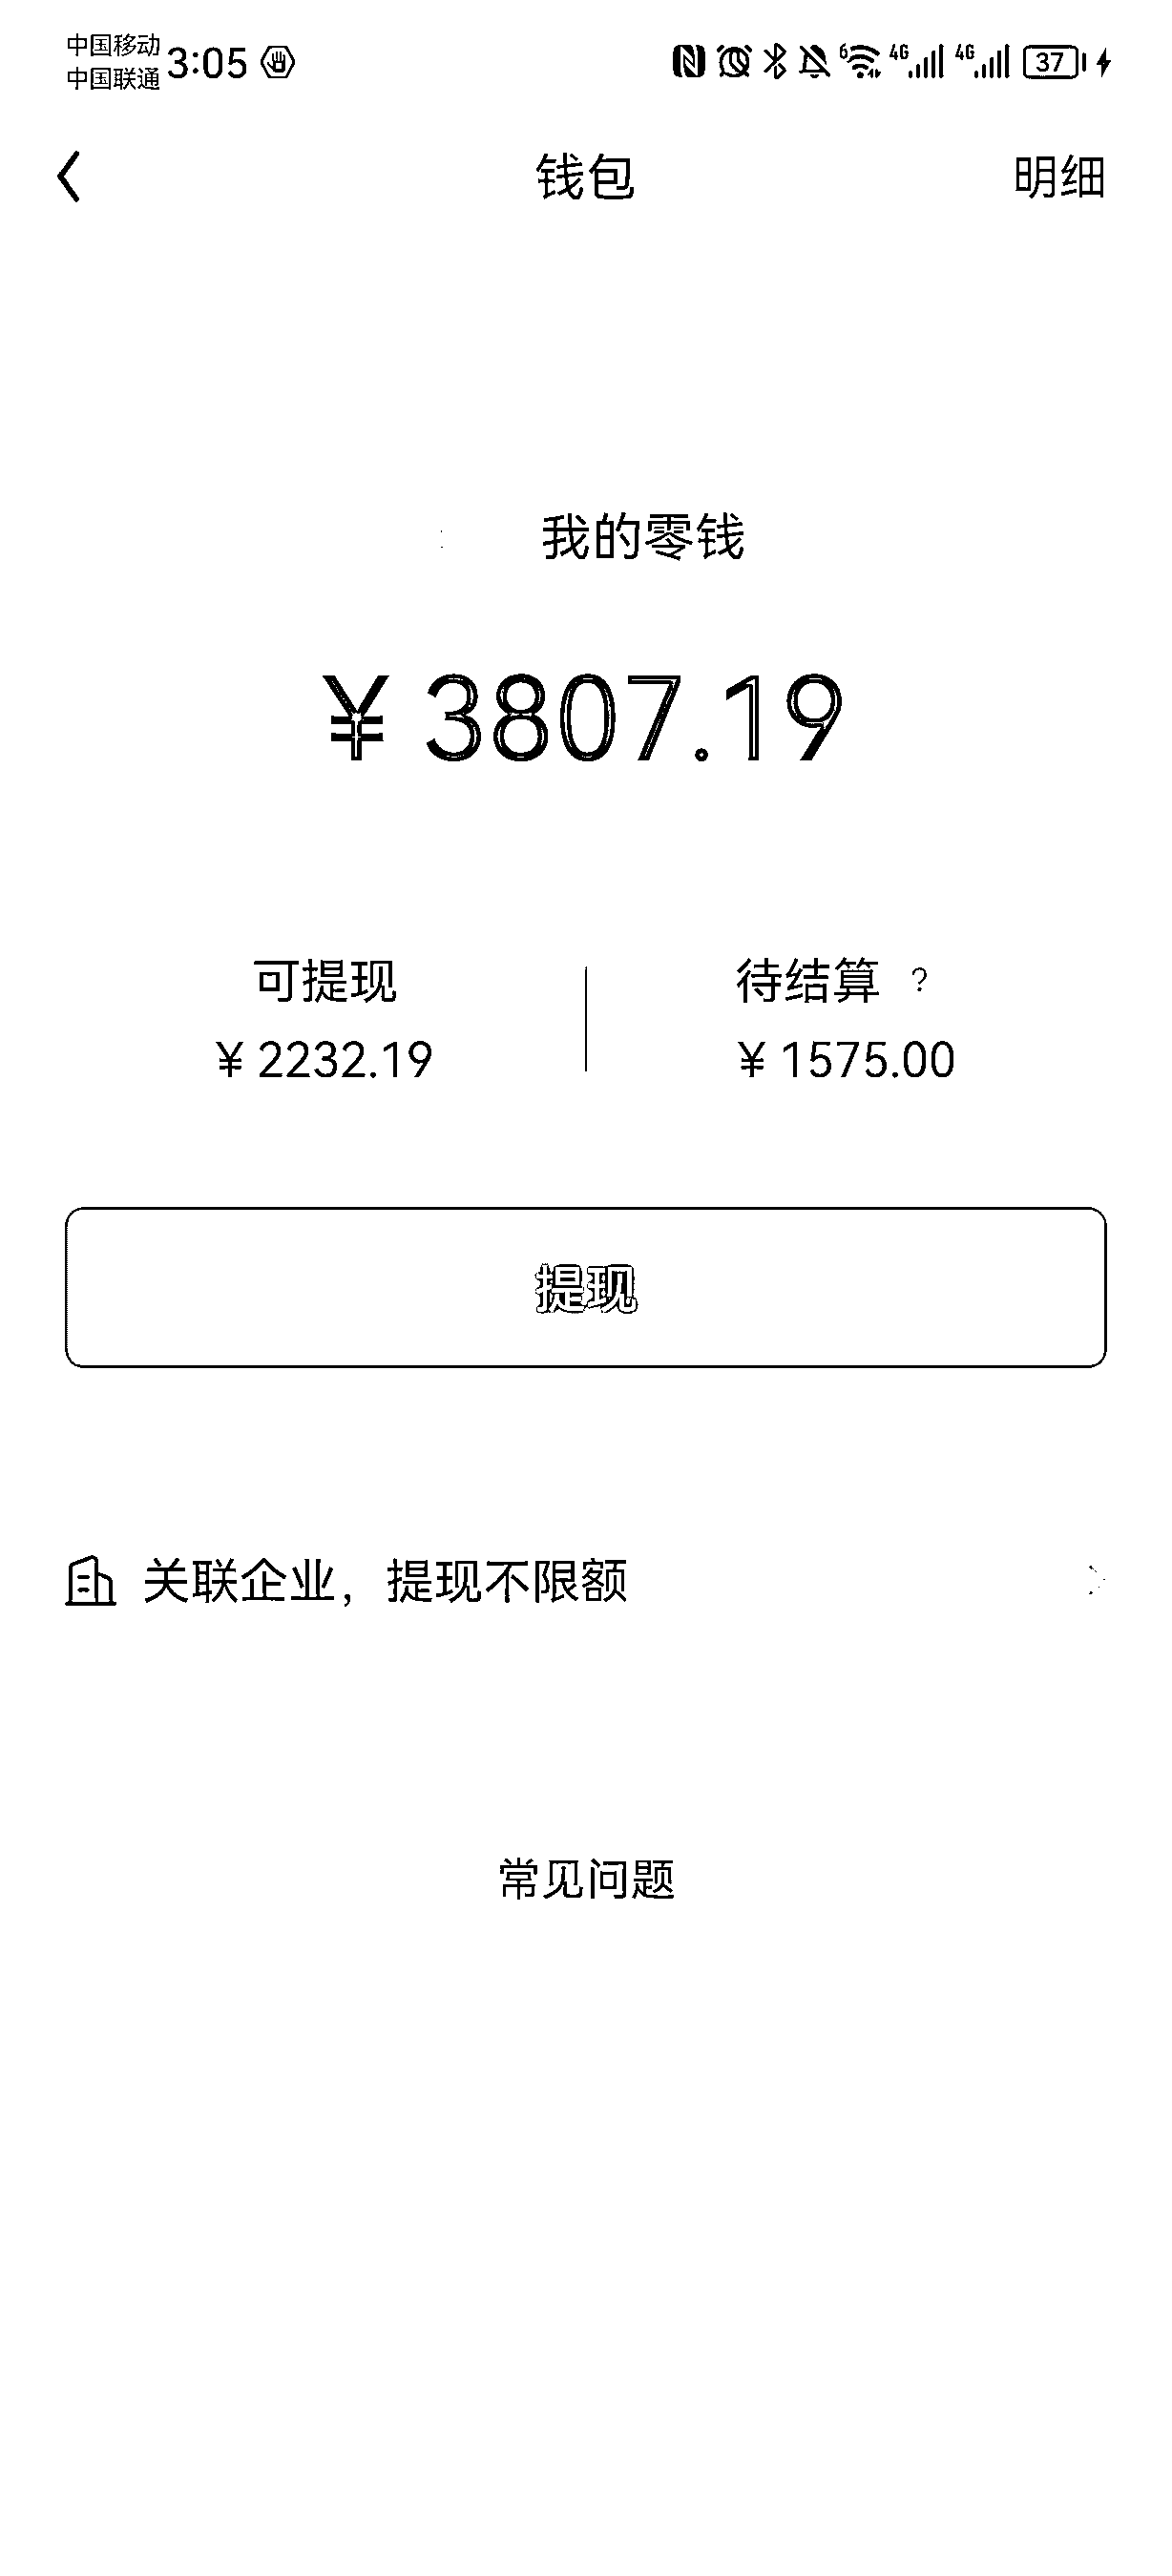 中国移动
中国联通
3:05
6 4G 4G 37
钱包
明细
我的零钱
¥ 3807.19
可提现
待结算 ?
¥ 2232.19
¥ 1575.00
提现
关联企业，提现不限额
常见问题